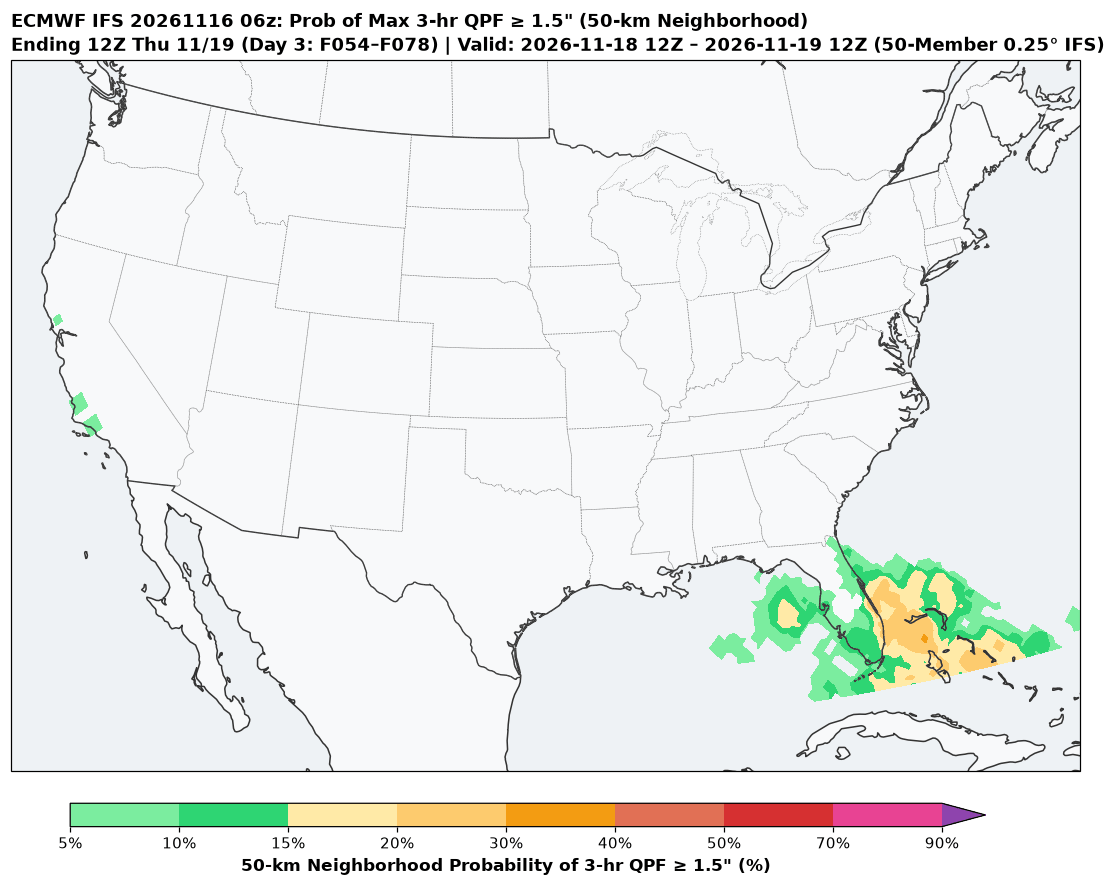 ECMWF IFS 20261116 06z: Prob of Max 3-hr QPF ≥ 1.5" (50-km Neighborhood)
Ending 12Z Thu 11/19 (Day 3: F054–F078) | Valid: 2026-11-18 12Z – 2026-11-19 12Z (50-Member 0.25° IFS)
5% 10% 15% 20% 30% 40% 50% 70% 90%
50-km Neighborhood Probability of 3-hr QPF ≥ 1.5" (%)